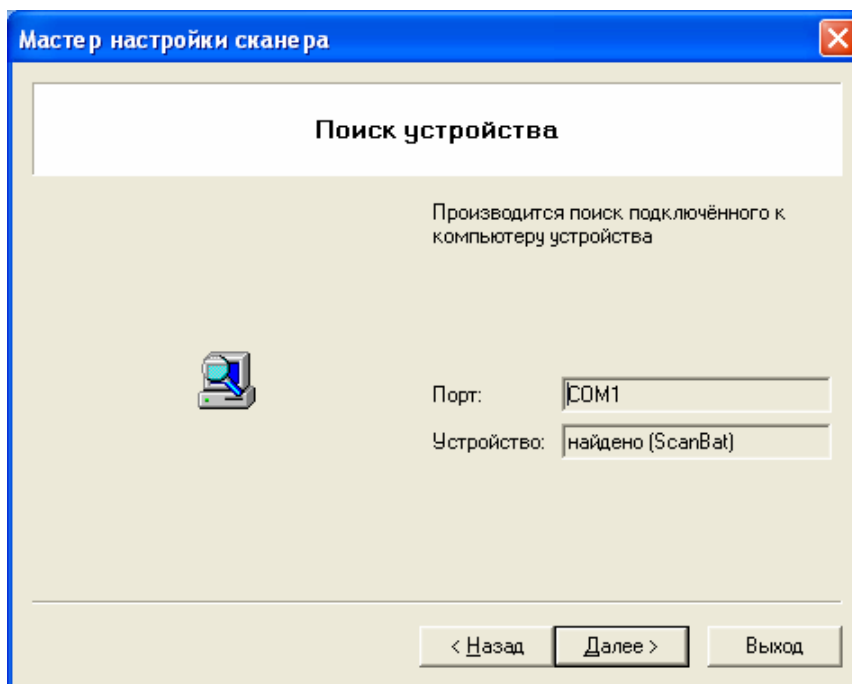 Мастер настройки сканера
Поиск устройства
Производится поиск подключённого к
компьютеру устройства
Порт: COM1
Устройство: найдено (ScanBat)
< Назад Далее > Выход